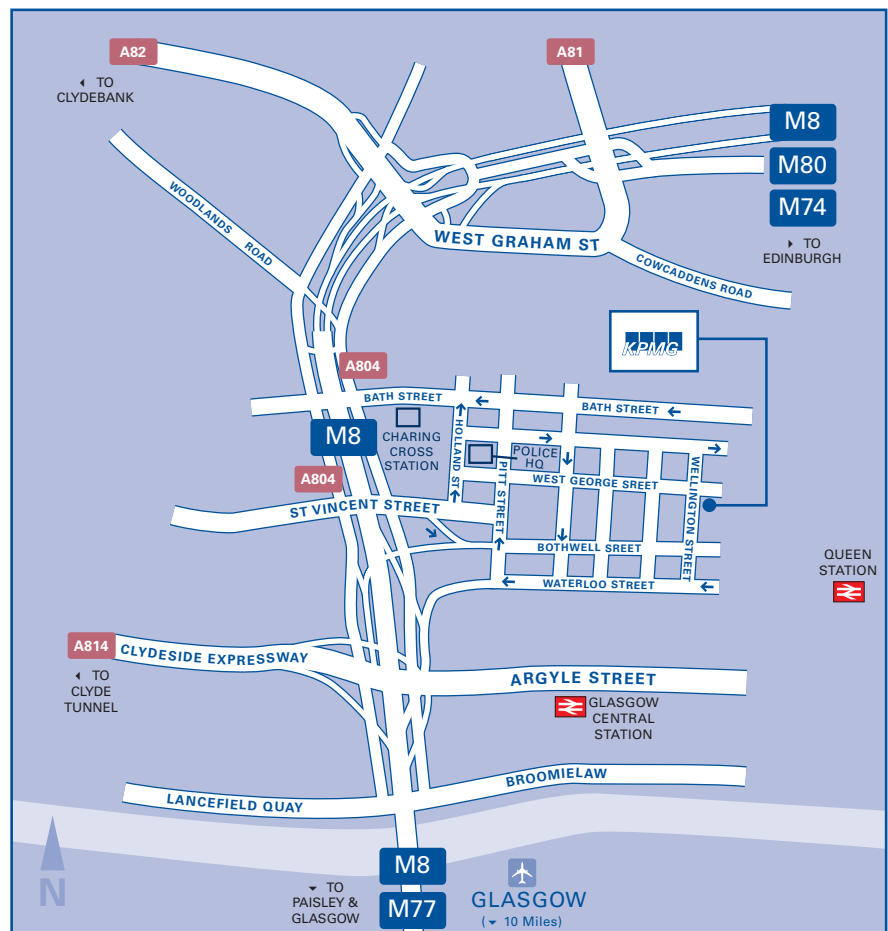 A82
A81
TO
CLYDEBANK
M8
M80
M74
TO
EDINBURGH
WOODLANDS ROAD
WEST GRAHAM ST
COWCADDENS ROAD
KPMG
A804
BATH STREET
BATH STREET
M8
CHARING
CROSS
STATION
HOLLAND ST
POLICE
HQ
PITT STREET
WELLINGTON STREET
WEST GEORGE SREET
A804
ST VINCENT STREET
BOTHWELL SREET
WATERLOO STREET
QUEEN
STATION
A814
CLYDESIDE EXPRESSWAY
TO
CLYDE
TUNNEL
ARGYLE STREET
GLASGOW
CENTRAL
STATION
LANCEFIELD QUAY
BROOMIELAW
N
M8
M77
TO
PAISLEY &
GLASGOW
GLASGOW
(10 Miles)